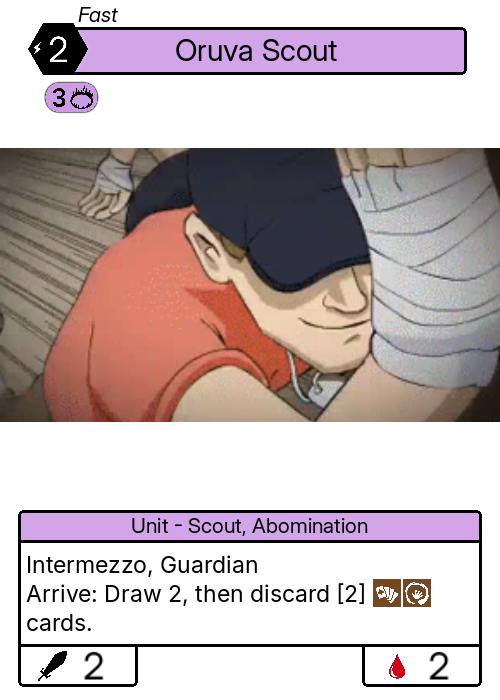 Fast
2
Oruva Scout
3
Unit - Scout, Abomination
Intermezzo, Guardian
Arrive: Draw 2, then discard [2]
cards.
2
2